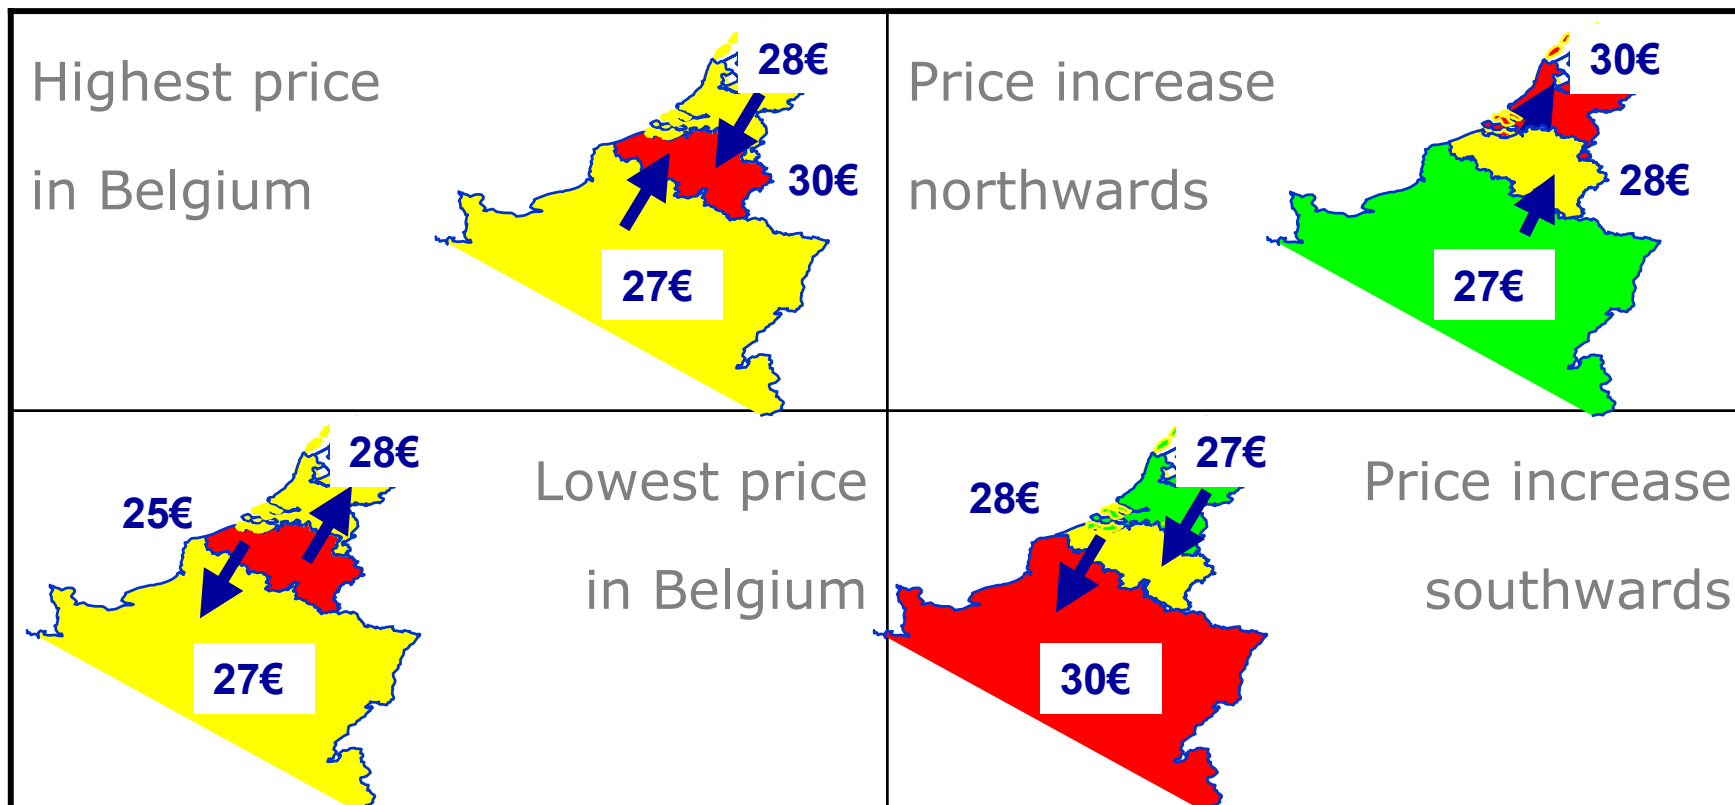 Highest price
in Belgium
28€
30€
27€
Price increase
northwards
30€
28€
27€
28€
25€
27€
Lowest price
in Belgium
27€
28€
30€
Price increase
southwards